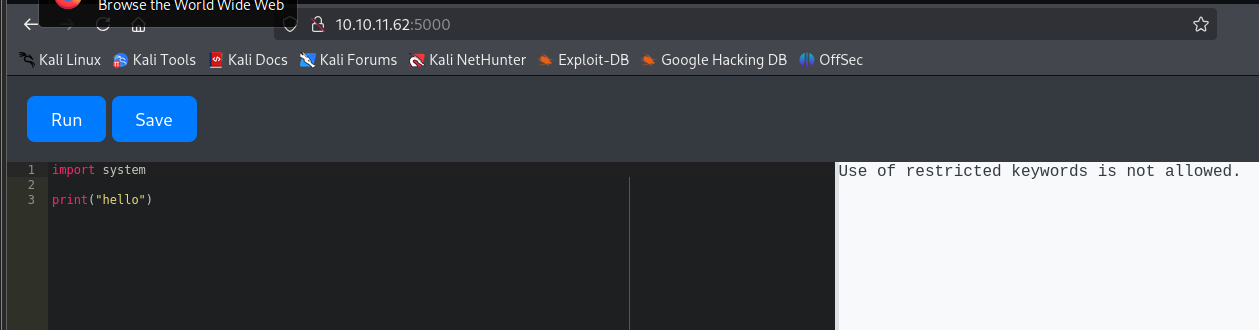 Browse the World Wide Web
10.10.11.62:5000
Kali Linux Kali Tools Kali Docs Kali Forums Kali NetHunter Exploit-DB Google Hacking DB OffSec
Run Save
1 import system
2
3 print("hello")
Use of restricted keywords is not allowed.